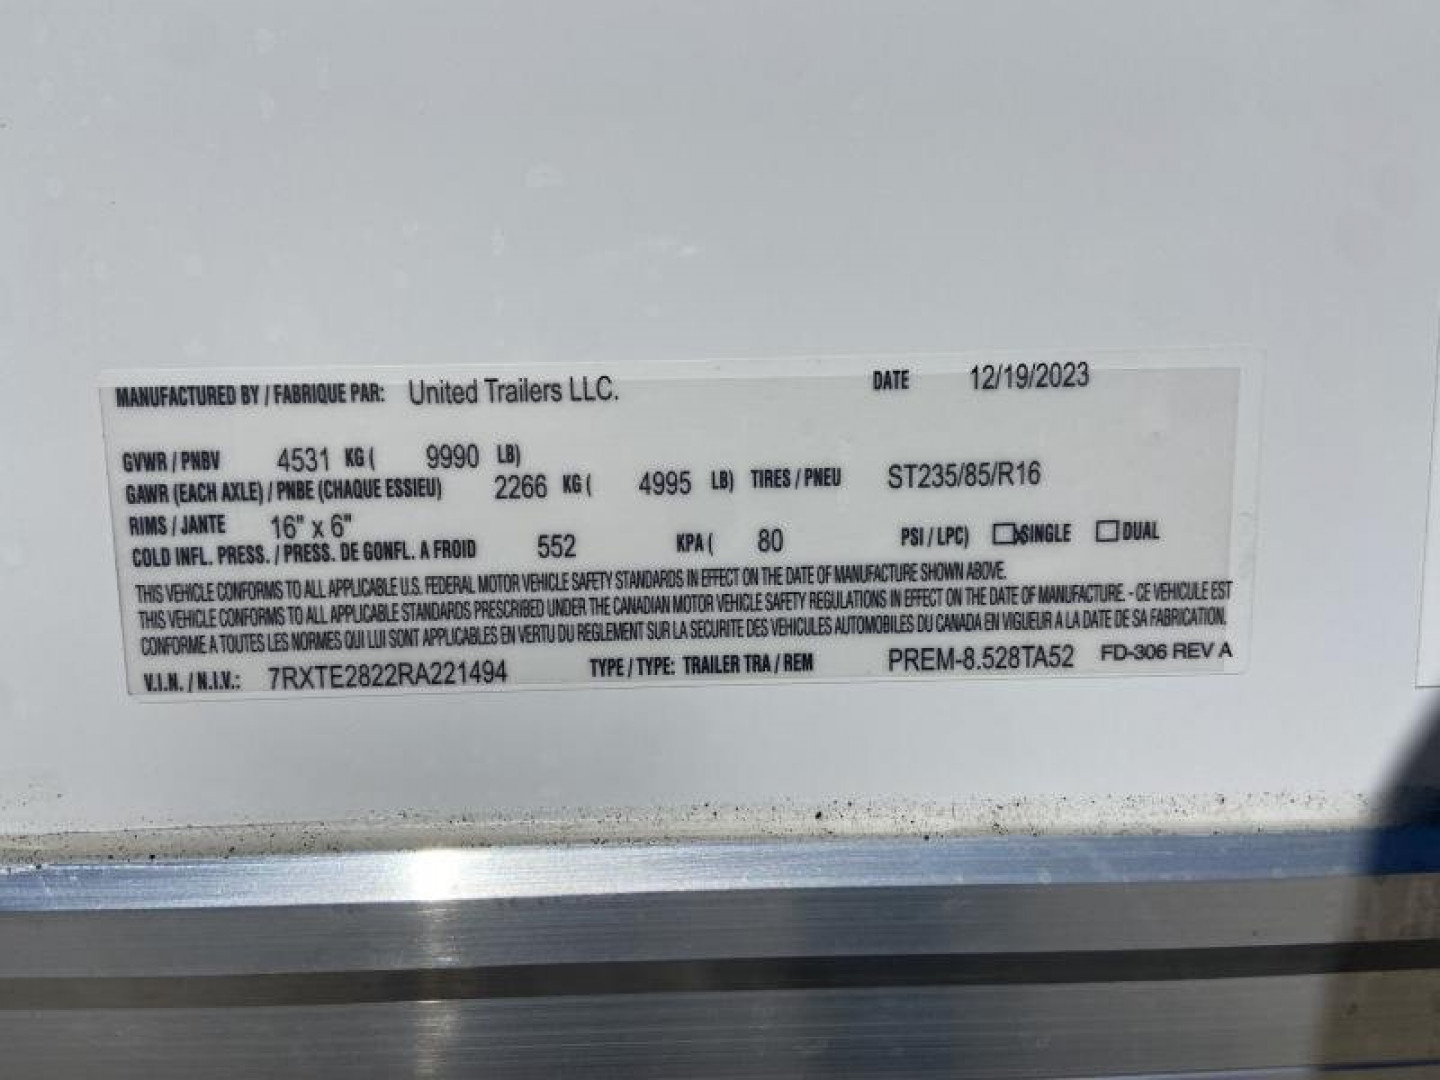 MANUFACTURED BY / FABRIQUE PAR: United Trailers LLC. DATE 12/19/2023
GVWR / PNBV 4531 KG ( 9990 LB)
GAWR (EACH AXLE) / PNBE (CHAQUE ESSIEU) 2266 KG ( 4995 LB) TIRES / PNEU ST235/85/R16
RIMS / JANTE 16" x 6"
COLD INFL. PRESS. / PRESS. DE GONFL. A FROID 552 KPA ( 80 PSI / LPC) ☒ SINGLE ☐ DUAL
THIS VEHICLE CONFORMS TO ALL APPLICABLE U.S. FEDERAL MOTOR VEHICLE SAFETY STANDARDS IN EFFECT ON THE DATE OF MANUFACTURE SHOWN ABOVE.
THIS VEHICLE CONFORMS TO ALL APPLICABLE STANDARDS PRESCRIBED UNDER THE CANADIAN MOTOR VEHICLE SAFETY REGULATIONS IN EFFECT ON THE DATE OF MANUFACTURE. - CE VEHICULE EST
CONFORME A TOUTES LES NORMES QUI LUI SONT APPLICABLES EN VERTU DU REGLEMENT SUR LA SECURITE DES VEHICULES AUTOMOBILES DU CANADA EN VIGUEUR A LA DATE DE SA FABRICATION.
V.I.N. / N.I.V.: 7RXTE2822RA221494 TYPE / TYPE: TRAILER TRA / REM PREM-8.528TA52 FD-306 REV A